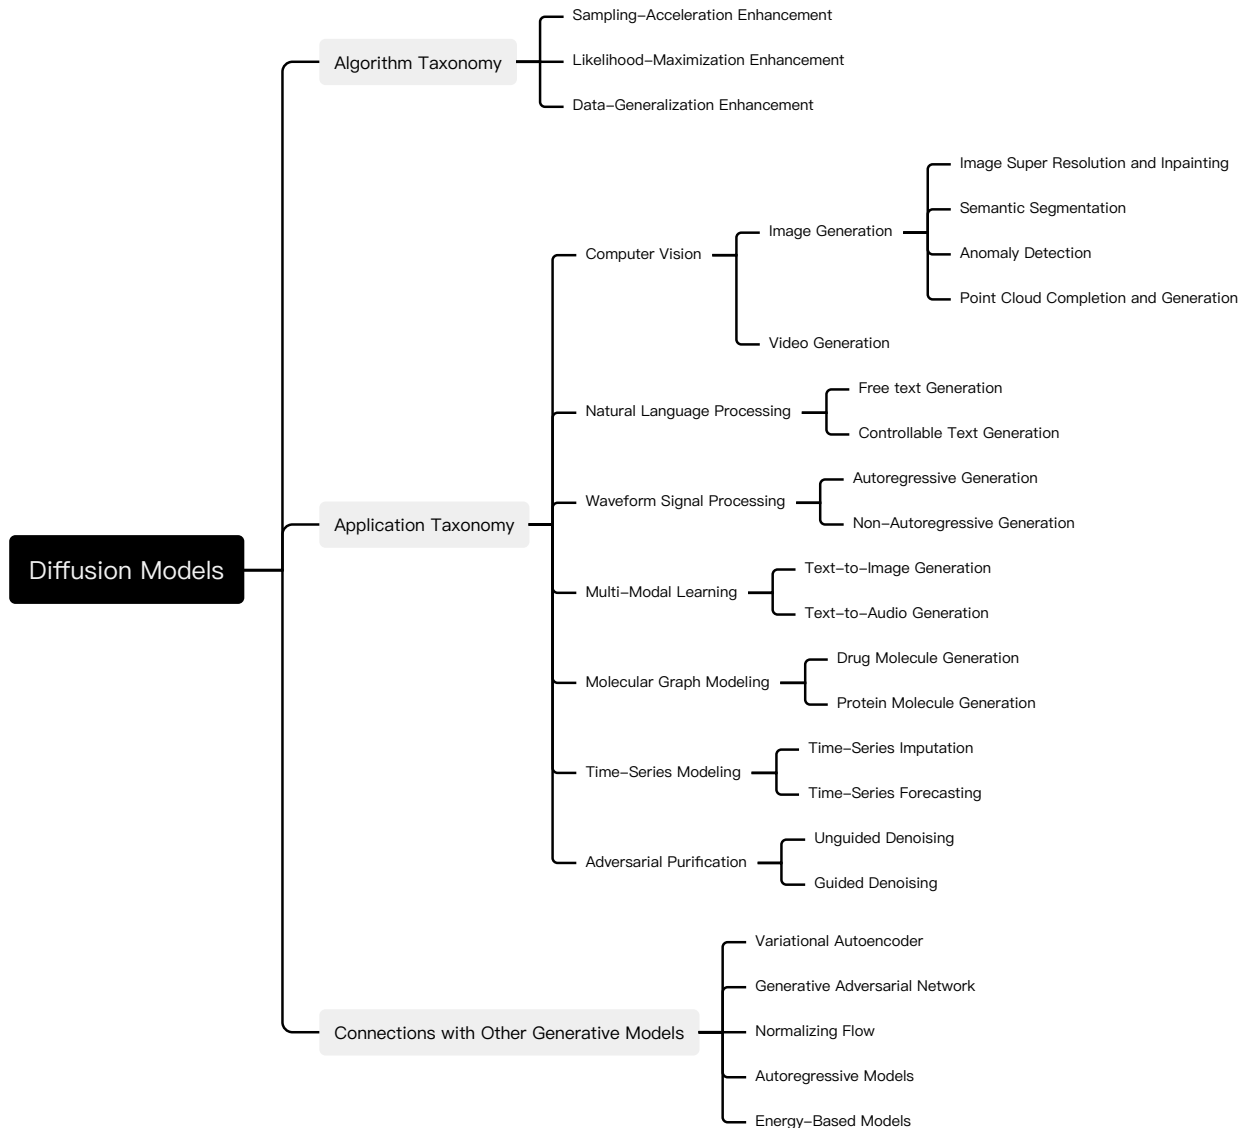 Diffusion Models
Algorithm Taxonomy
Sampling-Acceleration Enhancement
Likelihood-Maximization Enhancement
Data-Generalization Enhancement
Application Taxonomy
Computer Vision
Image Generation
Image Super Resolution and Inpainting
Semantic Segmentation
Anomaly Detection
Point Cloud Completion and Generation
Video Generation
Natural Language Processing
Free text Generation
Controllable Text Generation
Waveform Signal Processing
Autoregressive Generation
Non-Autoregressive Generation
Multi-Modal Learning
Text-to-Image Generation
Text-to-Audio Generation
Molecular Graph Modeling
Drug Molecule Generation
Protein Molecule Generation
Time-Series Modeling
Time-Series Imputation
Time-Series Forecasting
Adversarial Purification
Unguided Denoising
Guided Denoising
Connections with Other Generative Models
Variational Autoencoder
Generative Adversarial Network
Normalizing Flow
Autoregressive Models
Energy-Based Models